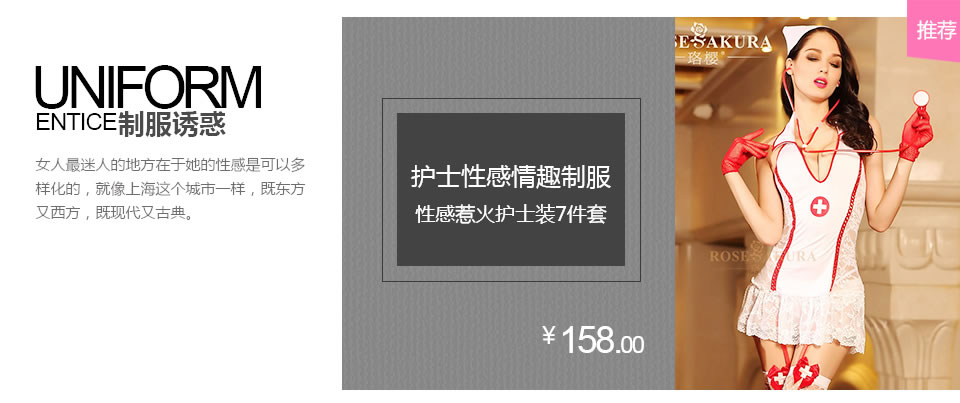 UNIFORM
ENTICE制服诱惑
女人最迷人的地方在于她的性感是可以多
样化的，就像上海这个城市一样，既东方
又西方，既现代又古典。
护士性感情趣制服
性感惹火护士装7件套
¥158.00
推荐
SE SAKURA
珞樱
ROSE SAKURA